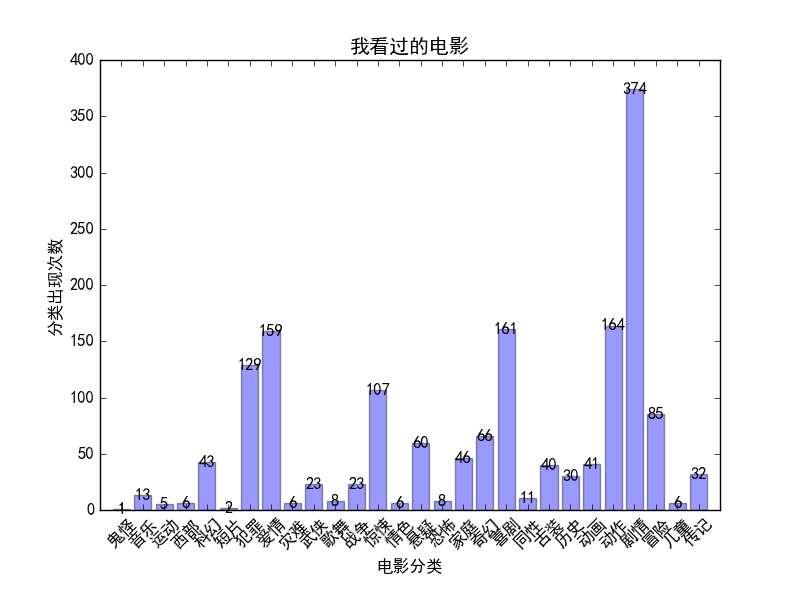 我看过的电影
400
350
300
250
200
150
100
50
0
分类出现次数
1
13
5
6
43
2
129
159
6
23
8
23
107
6
60
8
46
66
161
11
40
30
41
164
374
85
6
32
鬼怪
音乐
运动
西部
科幻
短片
犯罪
爱情
灾难
武侠
歌舞
战争
惊悚
情色
悬疑
恐怖
家庭
奇幻
喜剧
同性
古装
历史
动画
动作
剧情
冒险
儿童
传记
电影分类